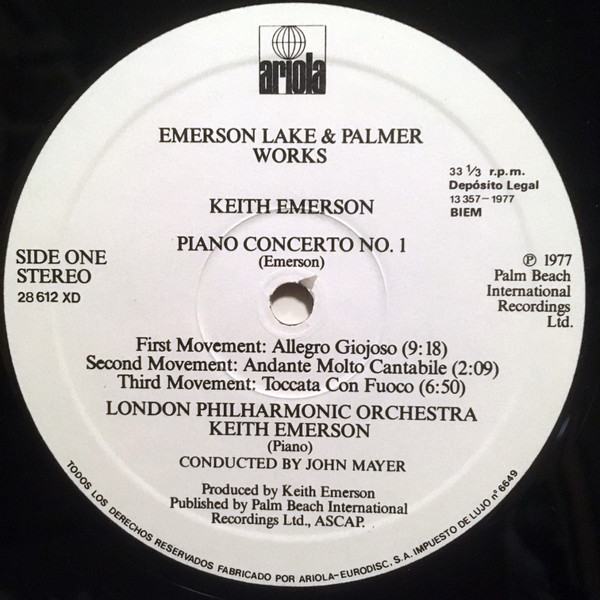 ariola
EMERSON LAKE & PALMER
WORKS
33 1/3 r.p.m.
Depósito Legal
13 357-1977
BIEM
KEITH EMERSON
PIANO CONCERTO NO. 1
(Emerson)
SIDE ONE
STEREO
28 612 XD
℗ 1977
Palm Beach
International
Recordings
Ltd.
First Movement: Allegro Giojoso (9:18)
Second Movement: Andante Molto Cantabile (2:09)
Third Movement: Toccata Con Fuoco (6:50)
LONDON PHILHARMONIC ORCHESTRA
KEITH EMERSON
(Piano)
CONDUCTED BY JOHN MAYER
Produced by Keith Emerson
Published by Palm Beach International
Recordings Ltd., ASCAP.
TODOS LOS DERECHOS RESERVADOS FABRICADO POR ARIOLA-EURODISC, S.A. IMPUESTO DE LUJO nº 6649